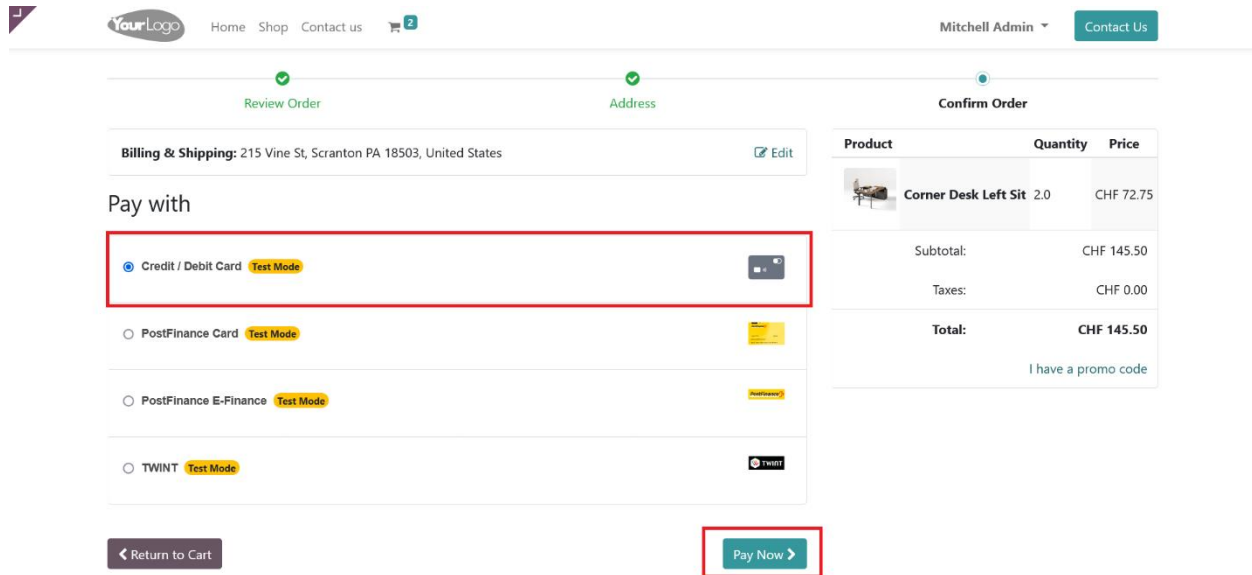 YourLogo Home Shop Contact us 2 Mitchell Admin Contact Us
Review Order Address Confirm Order
Billing & Shipping: 215 Vine St, Scranton PA 18503, United States Edit
Pay with
Credit / Debit Card Test Mode
PostFinance Card Test Mode
PostFinance E-Finance Test Mode
PostFinance
TWINT Test Mode
TWINT
Return to Cart Pay Now
Product Quantity Price
Corner Desk Left Sit 2.0 CHF 72.75
Subtotal: CHF 145.50
Taxes: CHF 0.00
Total: CHF 145.50
I have a promo code